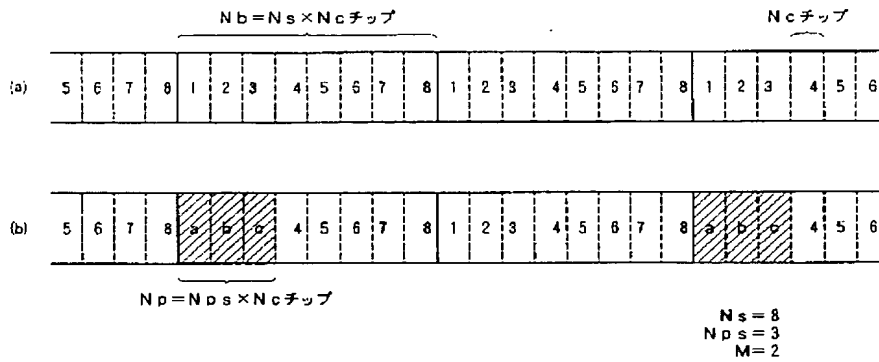 Nb=Ns×Ncチップ Ncチップ
(a) 5 6 7 8 1 2 3 4 5 6 7 8 1 2 3 4 5 6 7 8 1 2 3 4 5 6
(b) 5 6 7 8 a b c 4 5 6 7 8 1 2 3 4 5 6 7 8 a b c 4 5 6
Np=Nps×Ncチップ
Ns=8
Nps=3
M=2